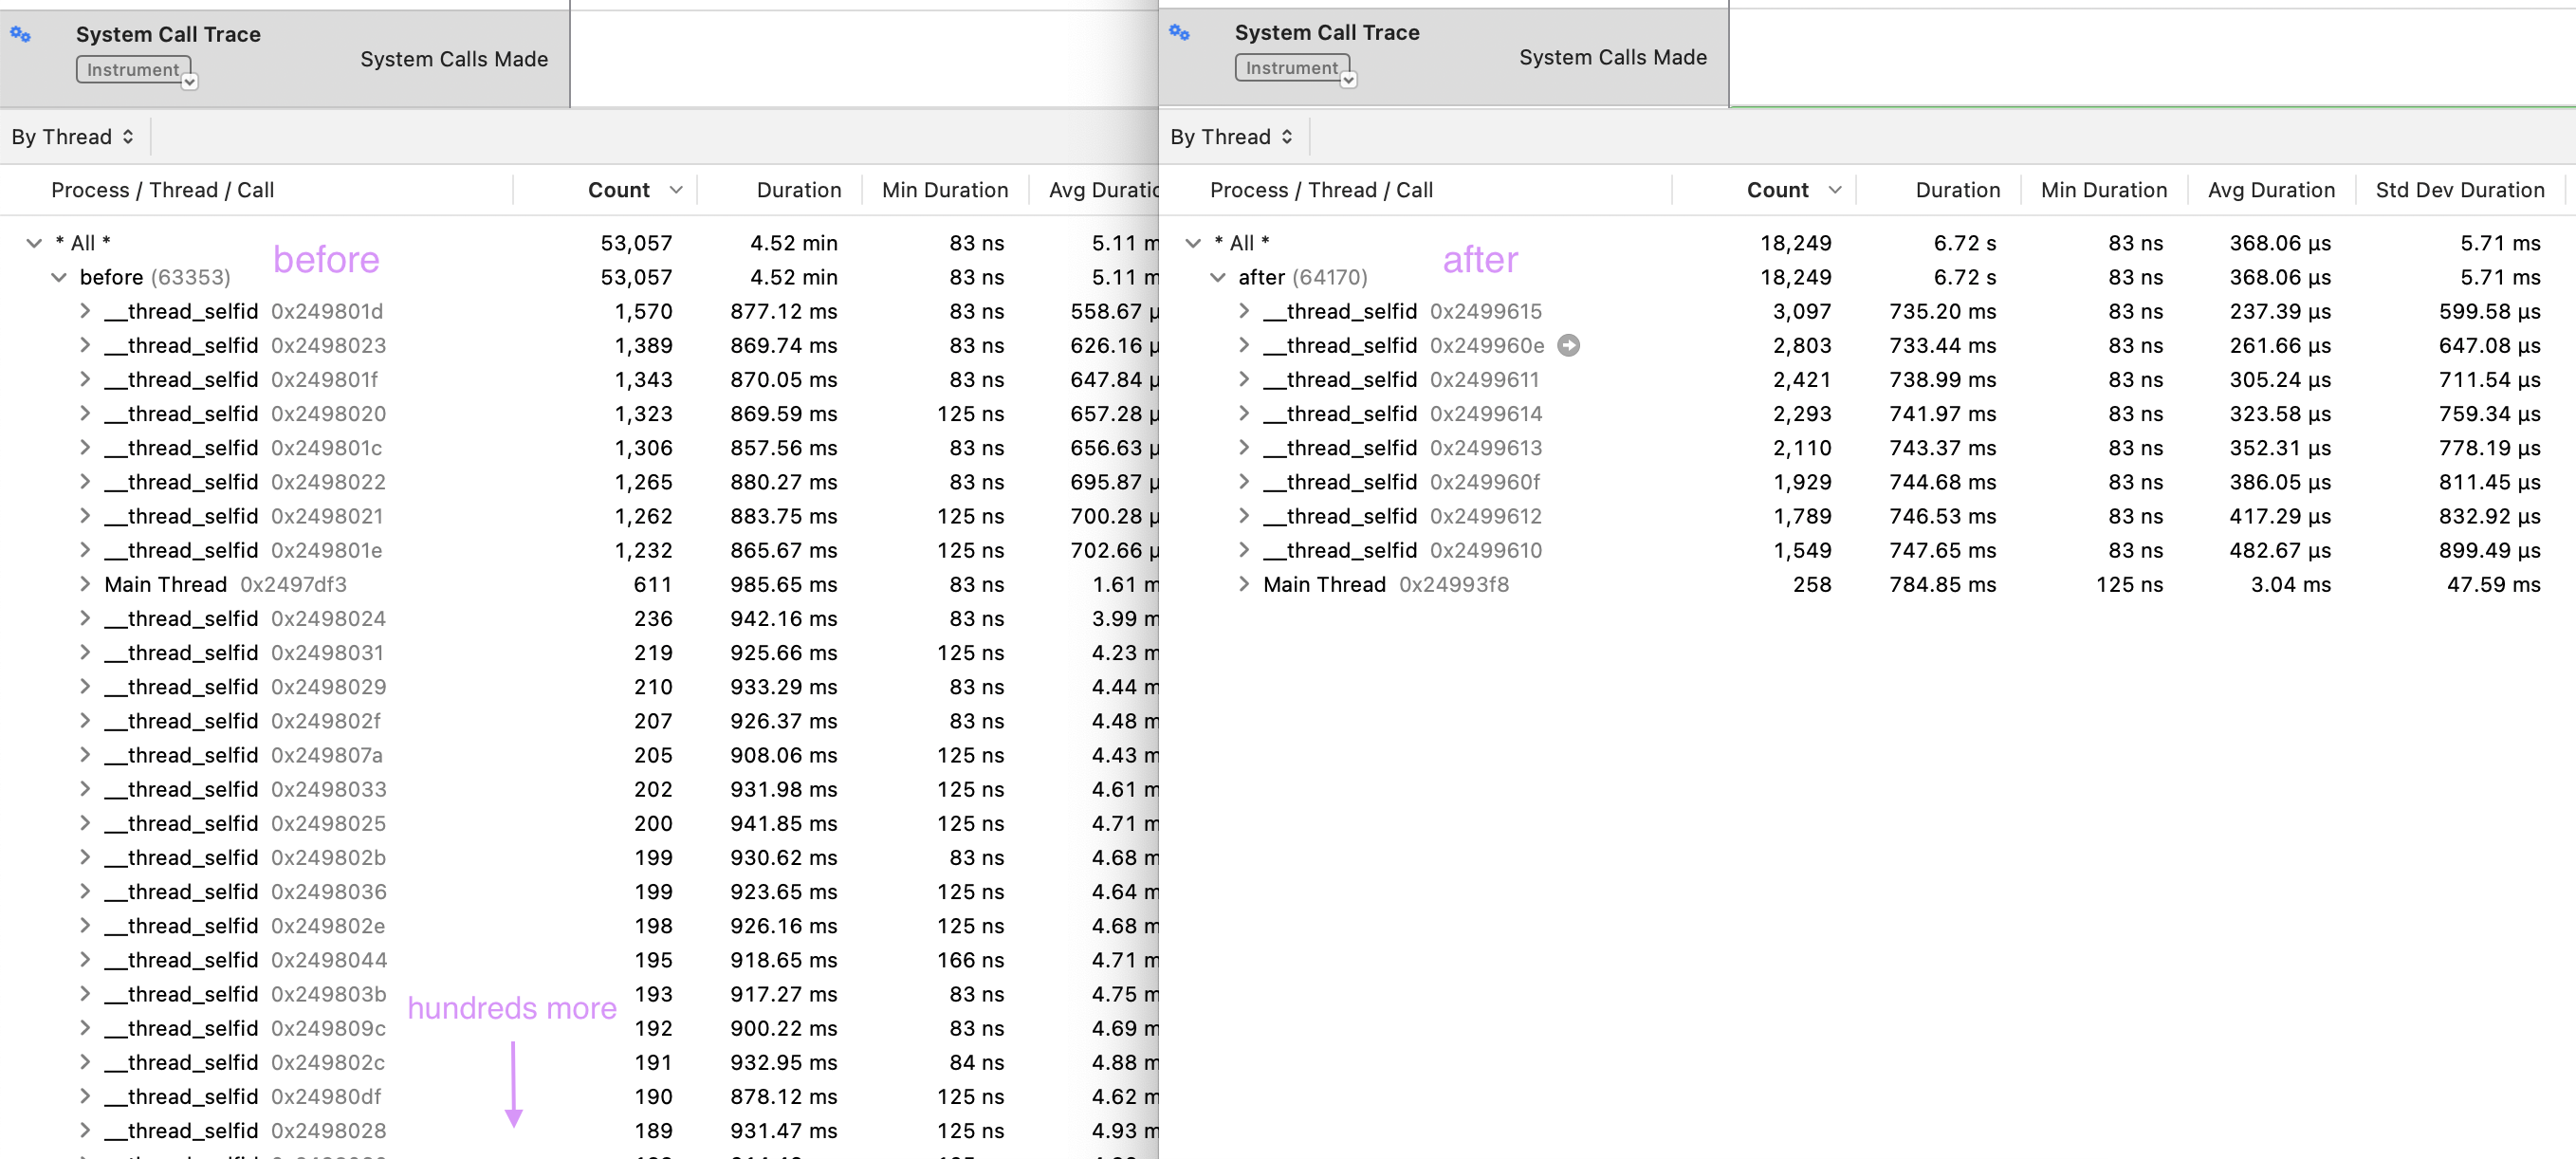 System Call Trace
Instrument
System Calls Made
By Thread
Process / Thread / Call Count Duration Min Duration Avg Duratio
* All * 53,057 4.52 min 83 ns 5.11 m
before
before (63353) 53,057 4.52 min 83 ns 5.11 m
__thread_selfid 0x249801d 1,570 877.12 ms 83 ns 558.67 µ
__thread_selfid 0x2498023 1,389 869.74 ms 83 ns 626.16 µ
__thread_selfid 0x249801f 1,343 870.05 ms 83 ns 647.84 µ
__thread_selfid 0x2498020 1,323 869.59 ms 125 ns 657.28 µ
__thread_selfid 0x249801c 1,306 857.56 ms 83 ns 656.63 µ
__thread_selfid 0x2498022 1,265 880.27 ms 83 ns 695.87 µ
__thread_selfid 0x2498021 1,262 883.75 ms 125 ns 700.28 µ
__thread_selfid 0x249801e 1,232 865.67 ms 125 ns 702.66 µ
Main Thread 0x2497df3 611 985.65 ms 83 ns 1.61 m
__thread_selfid 0x2498024 236 942.16 ms 83 ns 3.99 m
__thread_selfid 0x2498031 219 925.66 ms 125 ns 4.23 m
__thread_selfid 0x2498029 210 933.29 ms 83 ns 4.44 m
__thread_selfid 0x249802f 207 926.37 ms 83 ns 4.48 m
__thread_selfid 0x249807a 205 908.06 ms 125 ns 4.43 m
__thread_selfid 0x2498033 202 931.98 ms 125 ns 4.61 m
__thread_selfid 0x2498025 200 941.85 ms 125 ns 4.71 m
__thread_selfid 0x249802b 199 930.62 ms 83 ns 4.68 m
__thread_selfid 0x2498036 199 923.65 ms 125 ns 4.64 m
__thread_selfid 0x249802e 198 926.16 ms 125 ns 4.68 m
__thread_selfid 0x2498044 195 918.65 ms 166 ns 4.71 m
__thread_selfid 0x249803b 193 917.27 ms 83 ns 4.75 m
hundreds more
__thread_selfid 0x249809c 192 900.22 ms 83 ns 4.69 m
__thread_selfid 0x249802c 191 932.95 ms 84 ns 4.88 m
__thread_selfid 0x24980df 190 878.12 ms 125 ns 4.62 m
__thread_selfid 0x2498028 189 931.47 ms 125 ns 4.93 m
System Call Trace
Instrument
System Calls Made
By Thread
Process / Thread / Call Count Duration Min Duration Avg Duration Std Dev Duration
* All * 18,249 6.72 s 83 ns 368.06 µs 5.71 ms
after
after (64170) 18,249 6.72 s 83 ns 368.06 µs 5.71 ms
__thread_selfid 0x2499615 3,097 735.20 ms 83 ns 237.39 µs 599.58 µs
__thread_selfid 0x249960e 2,803 733.44 ms 83 ns 261.66 µs 647.08 µs
__thread_selfid 0x2499611 2,421 738.99 ms 83 ns 305.24 µs 711.54 µs
__thread_selfid 0x2499614 2,293 741.97 ms 83 ns 323.58 µs 759.34 µs
__thread_selfid 0x2499613 2,110 743.37 ms 83 ns 352.31 µs 778.19 µs
__thread_selfid 0x249960f 1,929 744.68 ms 83 ns 386.05 µs 811.45 µs
__thread_selfid 0x2499612 1,789 746.53 ms 83 ns 417.29 µs 832.92 µs
__thread_selfid 0x2499610 1,549 747.65 ms 83 ns 482.67 µs 899.49 µs
Main Thread 0x24993f8 258 784.85 ms 125 ns 3.04 ms 47.59 ms